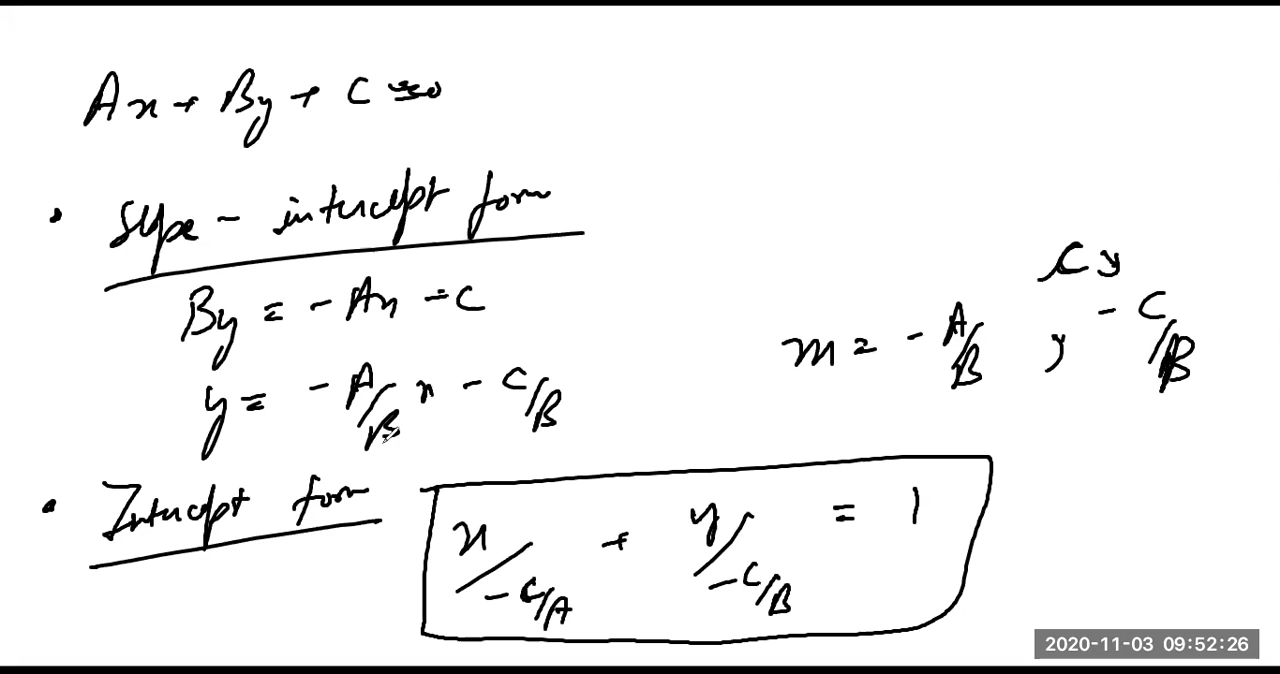 Ax + By + C = 0
• Slope - intercept form
By = - Ax - C
y = - A/B x - C/B
m = - A/B , - C/B
• Intercept form
x/-C/A + y/-C/B = 1
2020-11-03 09:52:26